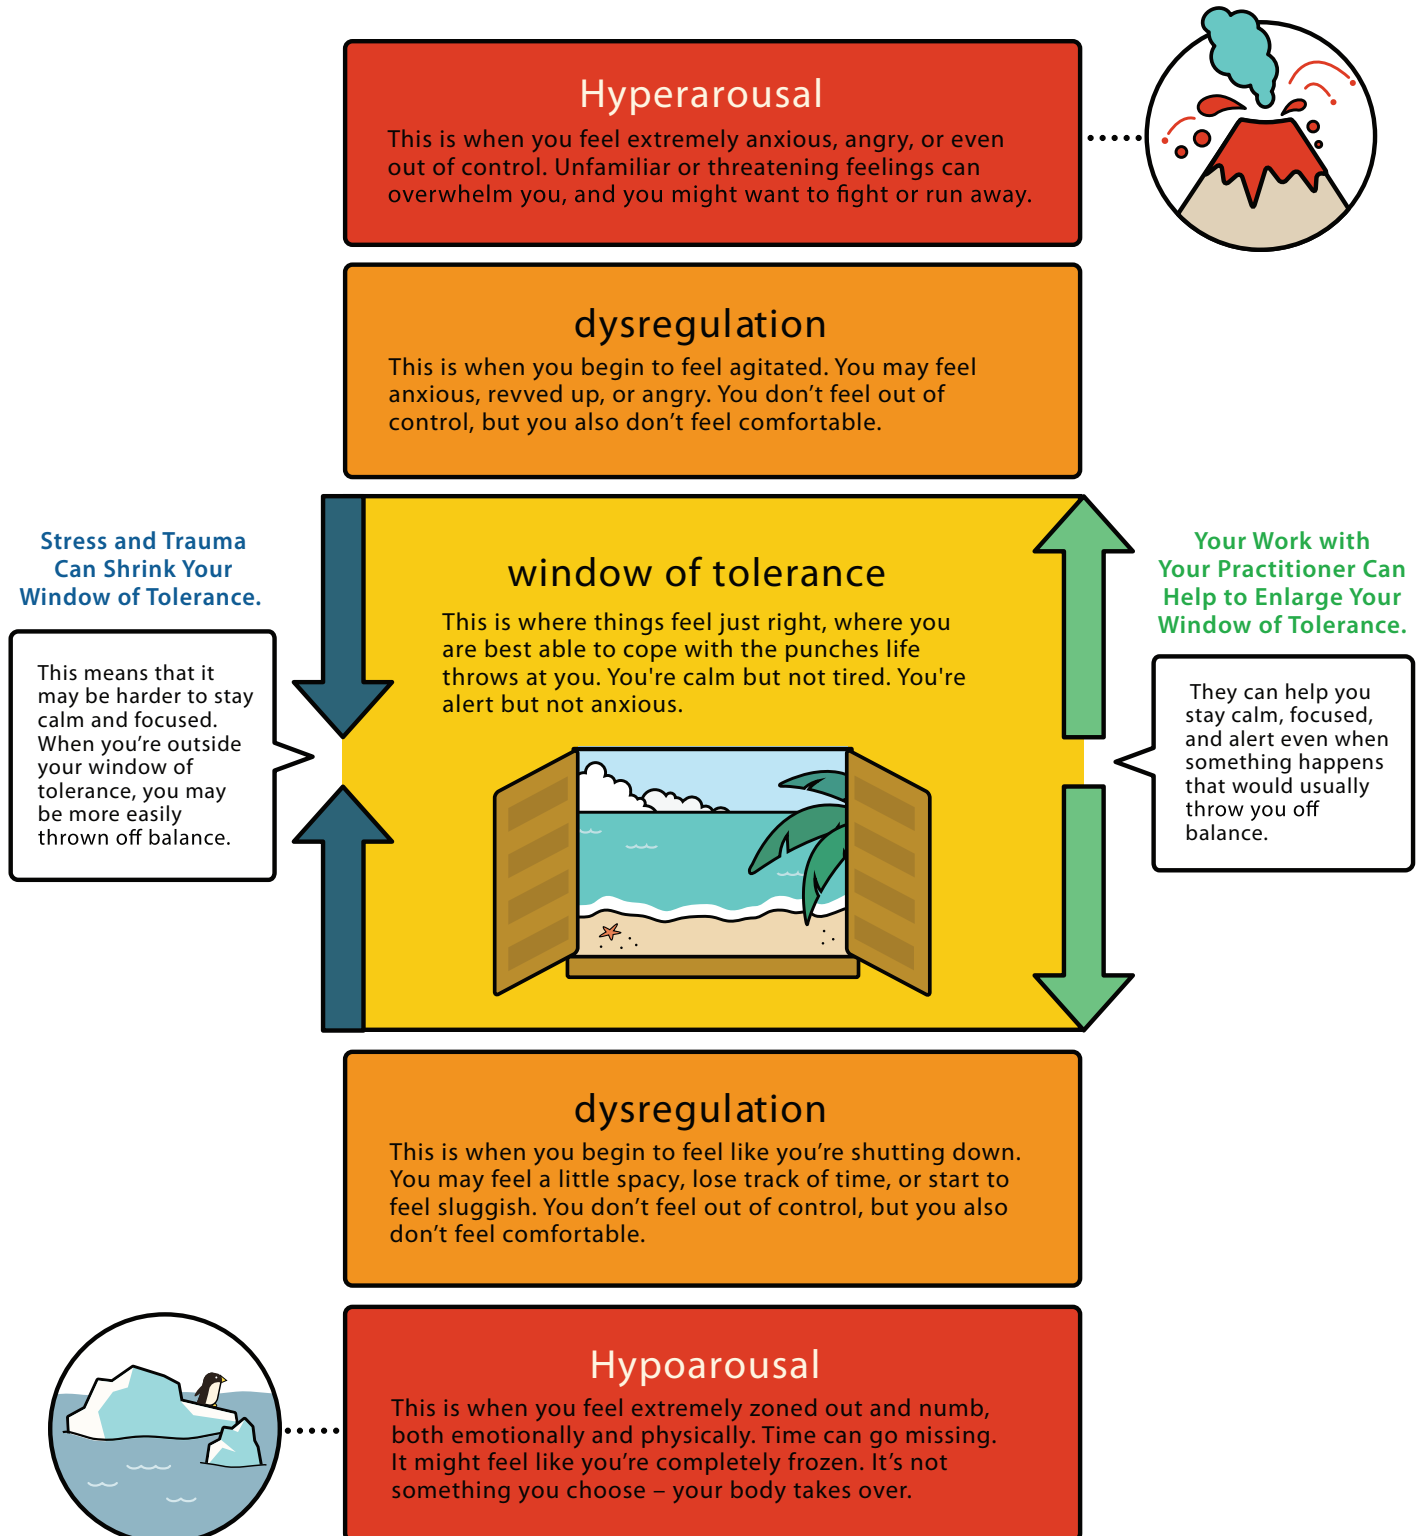 Hyperarousal
This is when you feel extremely anxious, angry, or even
out of control. Unfamiliar or threatening feelings can
overwhelm you, and you might want to fight or run away.
dysregulation
This is when you begin to feel agitated. You may feel
anxious, revved up, or angry. You don’t feel out of
control, but you also don’t feel comfortable.
Stress and Trauma
Can Shrink Your
Window of Tolerance.
This means that it
may be harder to stay
calm and focused.
When you’re outside
your window of
tolerance, you may
be more easily
thrown off balance.
window of tolerance
This is where things feel just right, where you
are best able to cope with the punches life
throws at you. You're calm but not tired. You're
alert but not anxious.
Your Work with
Your Practitioner Can
Help to Enlarge Your
Window of Tolerance.
They can help you
stay calm, focused,
and alert even when
something happens
that would usually
throw you off
balance.
dysregulation
This is when you begin to feel like you’re shutting down.
You may feel a little spacy, lose track of time, or start to
feel sluggish. You don’t feel out of control, but you also
don’t feel comfortable.
Hypoarousal
This is when you feel extremely zoned out and numb,
both emotionally and physically. Time can go missing.
It might feel like you’re completely frozen. It’s not
something you choose – your body takes over.